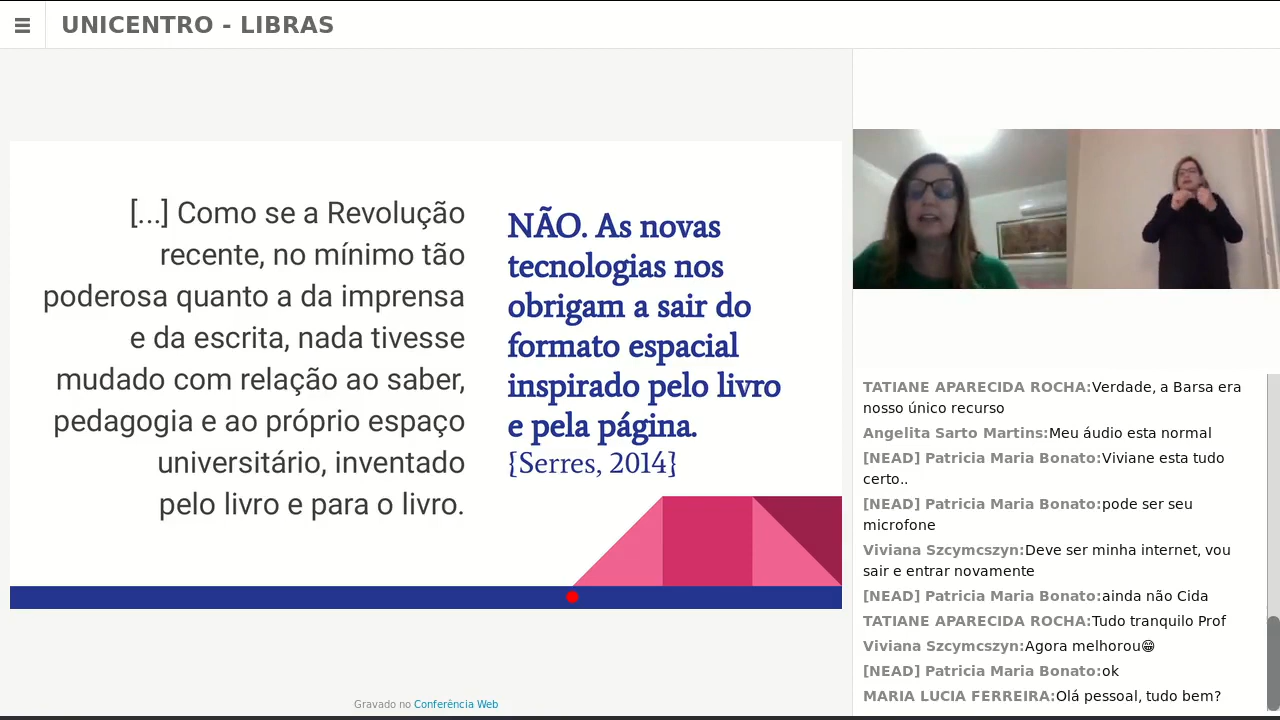 UNICENTRO - LIBRAS
[...] Como se a Revolução
recente, no mínimo tão
poderosa quanto a da imprensa
e da escrita, nada tivesse
mudado com relação ao saber,
pedagogia e ao próprio espaço
universitário, inventado
pelo livro e para o livro.
NÃO. As novas
tecnologias nos
obrigam a sair do
formato espacial
inspirado pelo livro
e pela página.
{Serres, 2014}
TATIANE APARECIDA ROCHA:Verdade, a Barsa era
nosso único recurso
Angelita Sarto Martins:Meu áudio esta normal
[NEAD] Patricia Maria Bonato:Viviane esta tudo
certo..
[NEAD] Patricia Maria Bonato:pode ser seu
microfone
Viviana Szcymcszyn:Deve ser minha internet, vou
sair e entrar novamente
[NEAD] Patricia Maria Bonato:ainda não Cida
TATIANE APARECIDA ROCHA:Tudo tranquilo Prof
Viviana Szcymcszyn:Agora melhorou😁
[NEAD] Patricia Maria Bonato:ok
MARIA LUCIA FERREIRA:Olá pessoal, tudo bem?
Gravado no Conferência Web